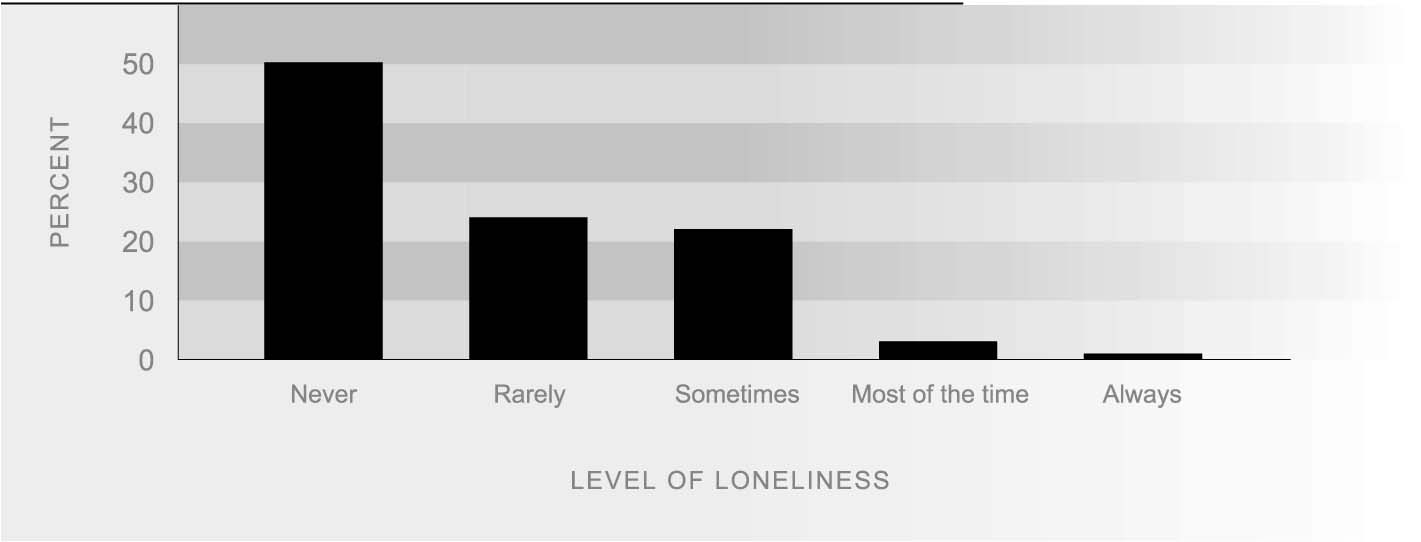 50
40
30
20
10
0
PERCENT
Never Rarely Sometimes Most of the time Always
LEVEL OF LONELINESS